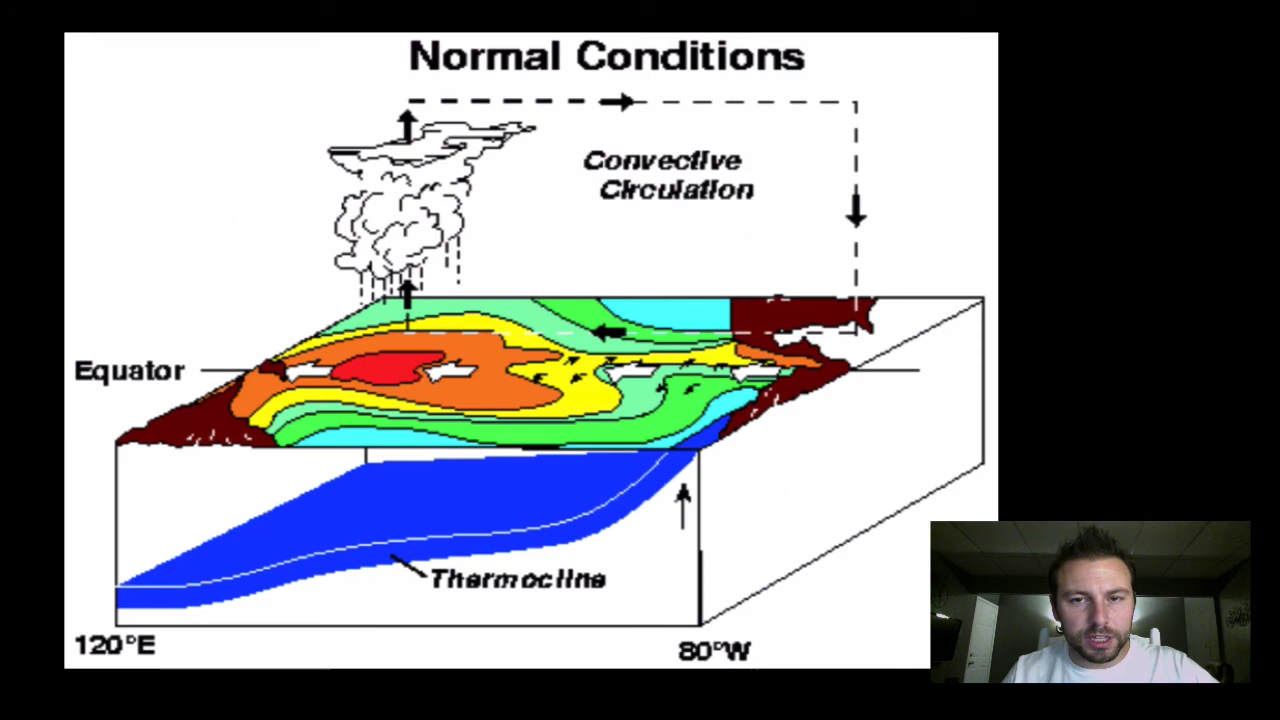 Normal Conditions
Convective
Circulation
Equator
Thermocline
120°E
80°W